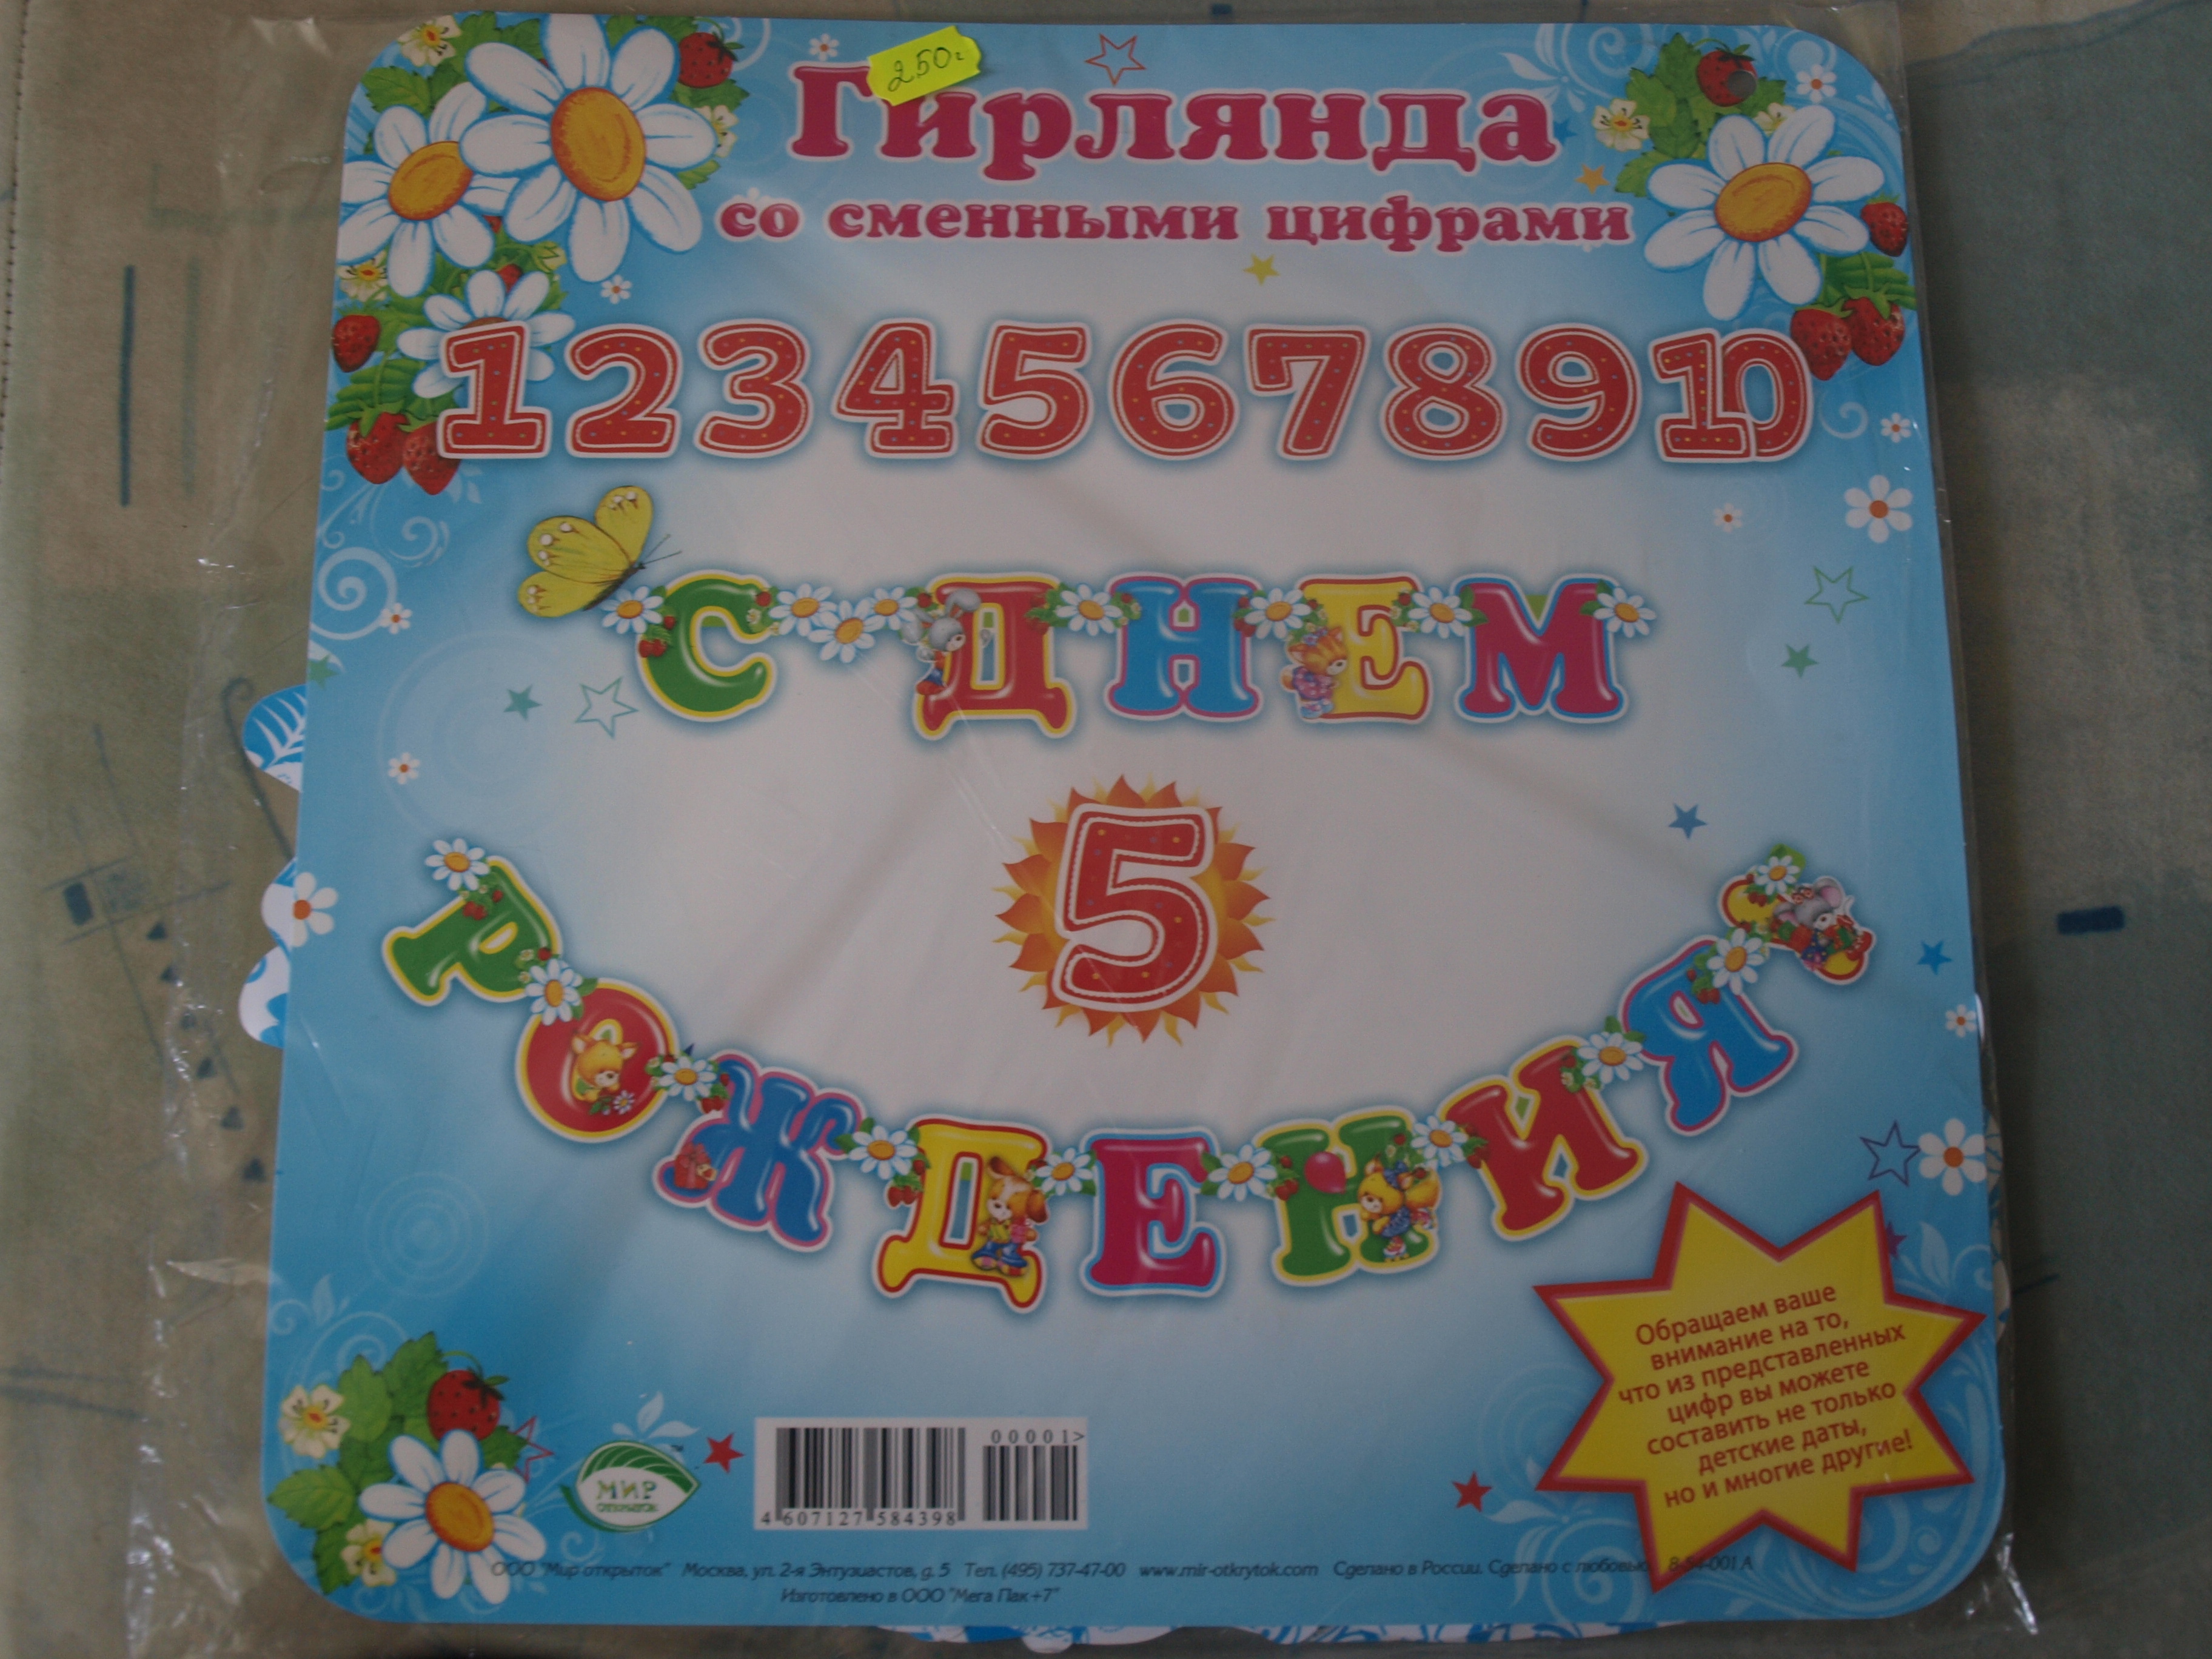 250г
Гирлянда
со сменными цифрами
1 2 3 4 5 6 7 8 9 10
С ДНЕМ
5
РОЖДЕНИЯ
Обращаем ваше
внимание на то,
что из представленных
цифр вы можете
составить не только
детские даты,
но и многие другие!
МИР
ОТКРЫТОК
TM
00001>
4 607127 584398
ООО "Мир открыток" Москва, ул. 2-я Энтузиастов, д. 5 Тел. (495) 737-47-00 www.mir-otkrytok.com Сделано в России. Сделано с любовью
Изготовлено в ООО "Мега Пак+7"